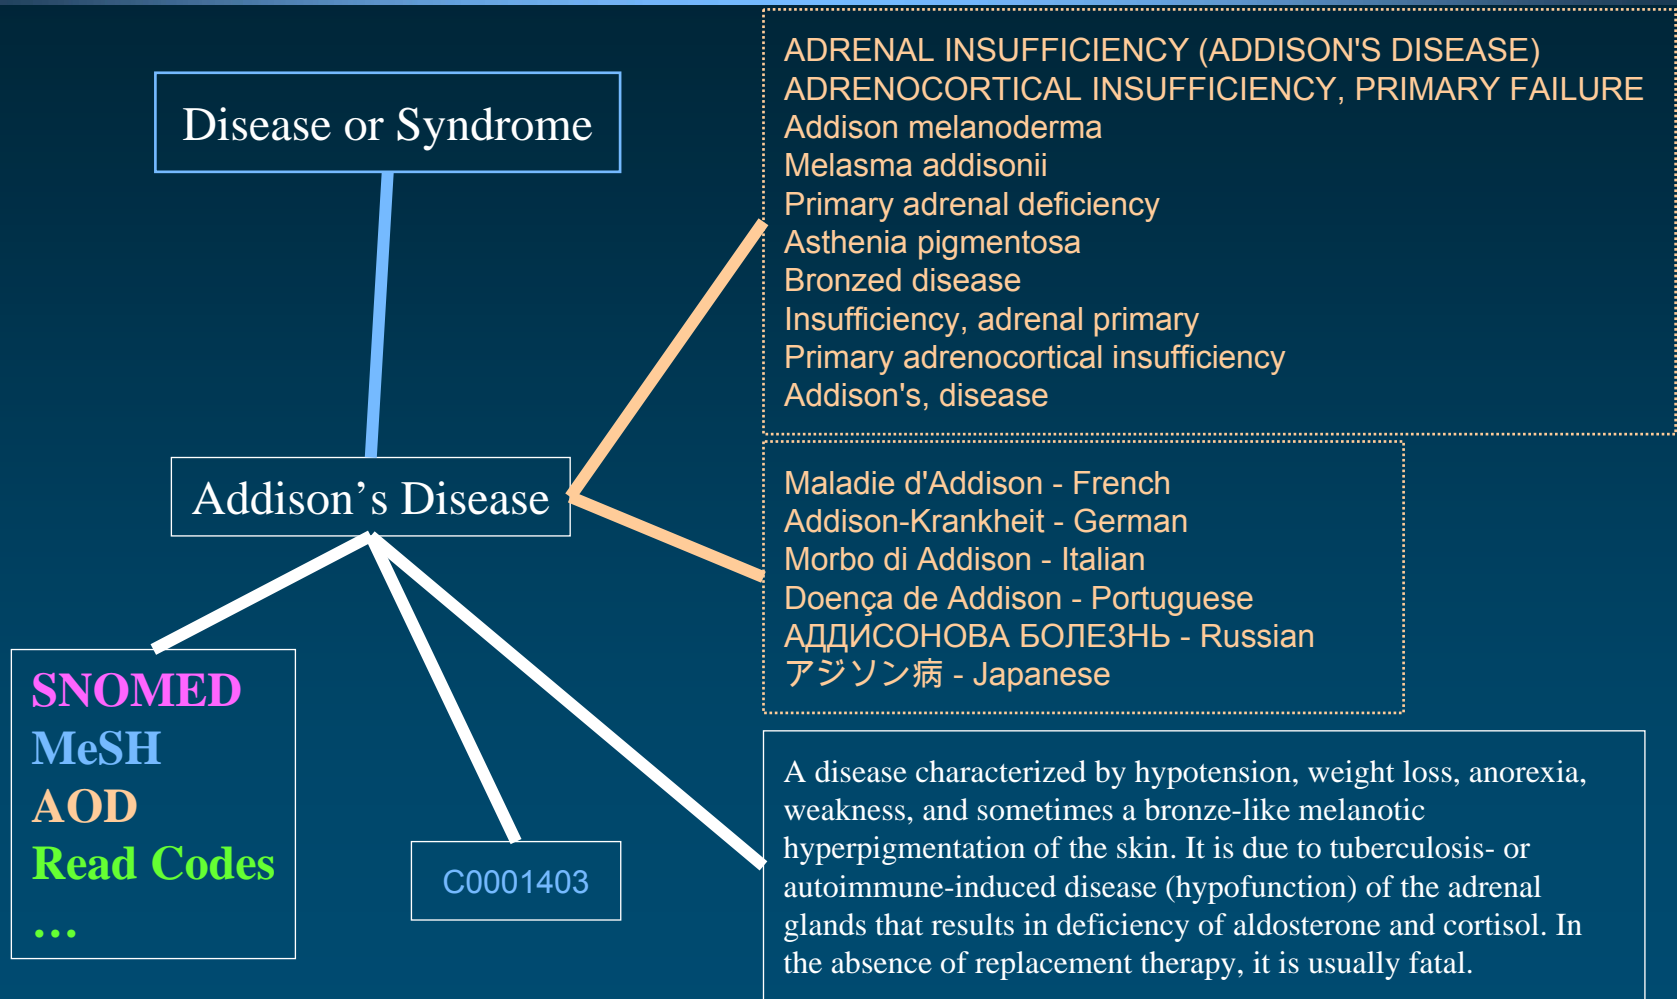 Disease or Syndrome
ADRENAL INSUFFICIENCY (ADDISON'S DISEASE)
ADRENOCORTICAL INSUFFICIENCY, PRIMARY FAILURE
Addison melanoderma
Melasma addisonii
Primary adrenal deficiency
Asthenia pigmentosa
Bronzed disease
Insufficiency, adrenal primary
Primary adrenocortical insufficiency
Addison's, disease
Addison’s Disease
Maladie d'Addison - French
Addison-Krankheit - German
Morbo di Addison - Italian
Doença de Addison - Portuguese
АДДИСОНОВА БОЛЕЗНЬ - Russian
アジソン病 - Japanese
SNOMED
MeSH
AOD
Read Codes
…
C0001403
A disease characterized by hypotension, weight loss, anorexia,
weakness, and sometimes a bronze-like melanotic
hyperpigmentation of the skin. It is due to tuberculosis- or
autoimmune-induced disease (hypofunction) of the adrenal
glands that results in deficiency of aldosterone and cortisol. In
the absence of replacement therapy, it is usually fatal.